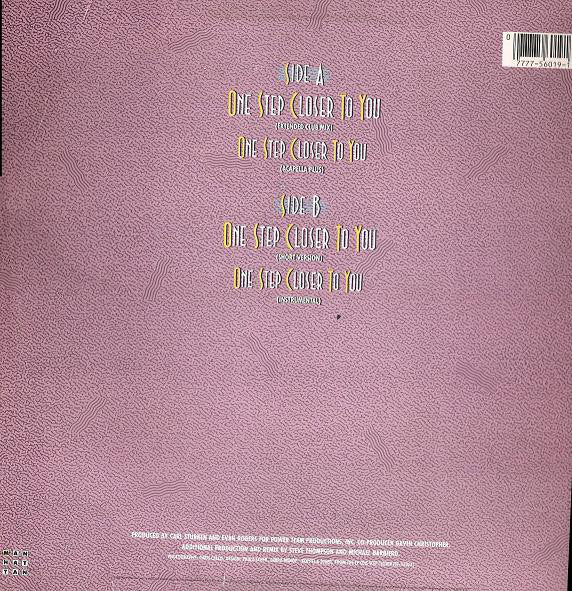 0
7777-56019-1
SIDE A
ONE STEP CLOSER TO YOU
(EXTENDED CLUB MIX)
ONE STEP CLOSER TO YOU
(ACAPELLA PLUS)
SIDE B
ONE STEP CLOSER TO YOU
(SHORT VERSION)
ONE STEP CLOSER TO YOU
(INSTRUMENTAL)
PRODUCED BY CARL STURKEN AND EVAN ROGERS FOR POWER TEAM PRODUCTIONS, INC. CO-PRODUCER GAVIN CHRISTOPHER.
ADDITIONAL PRODUCTION AND REMIX BY STEVE THOMPSON AND MICHAEL BARBIERO.
MAN
HAT
TAN